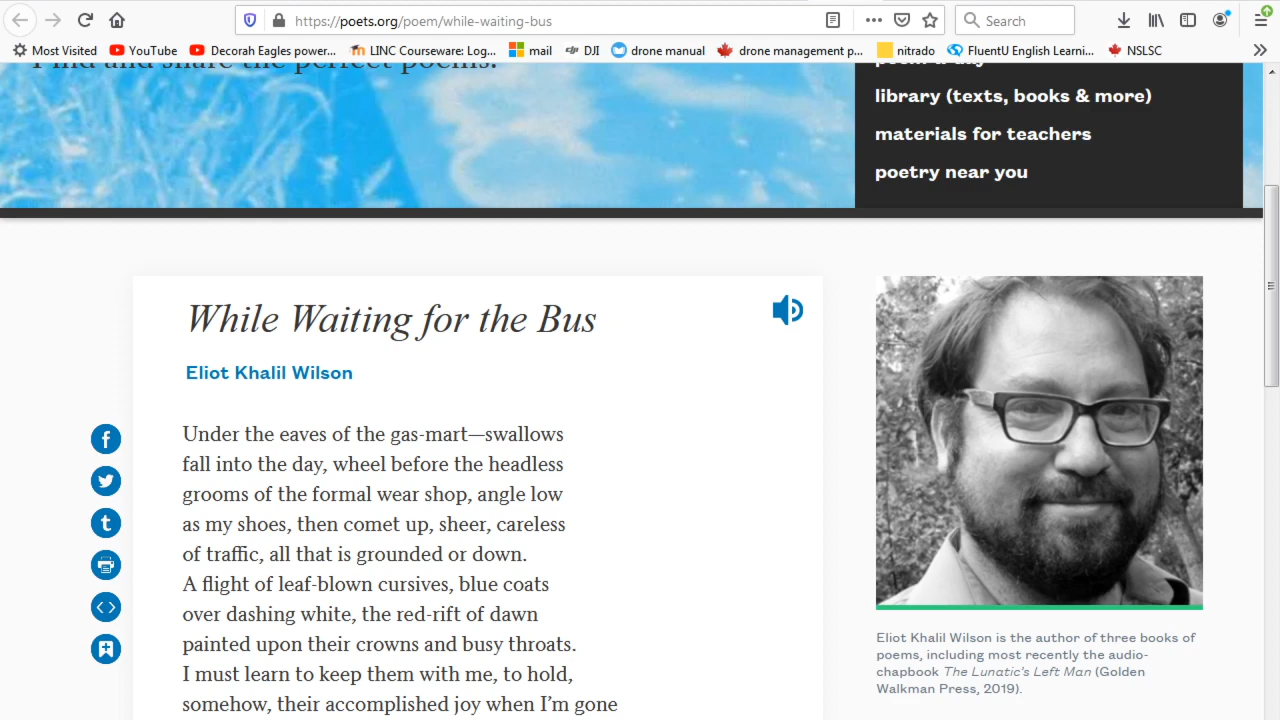 https://poets.org/poem/while-waiting-bus
Search
Most Visited
YouTube
Decorah Eagles power...
LINC Courseware: Log...
mail
DJI
drone manual
drone management p...
nitrado
FluentU English Learni...
NSLSC
Find and share the perfect poems.
poem-a-day
library (texts, books & more)
materials for teachers
poetry near you
While Waiting for the Bus
Eliot Khalil Wilson
Under the eaves of the gas-mart—swallows
fall into the day, wheel before the headless
grooms of the formal wear shop, angle low
as my shoes, then comet up, sheer, careless
of traffic, all that is grounded or down.
A flight of leaf-blown cursives, blue coats
over dashing white, the red-rift of dawn
painted upon their crowns and busy throats.
I must learn to keep them with me, to hold,
somehow, their accomplished joy when I’m gone
Eliot Khalil Wilson is the author of three books of
poems, including most recently the audio-
chapbook The Lunatic's Left Man (Golden
Walkman Press, 2019).